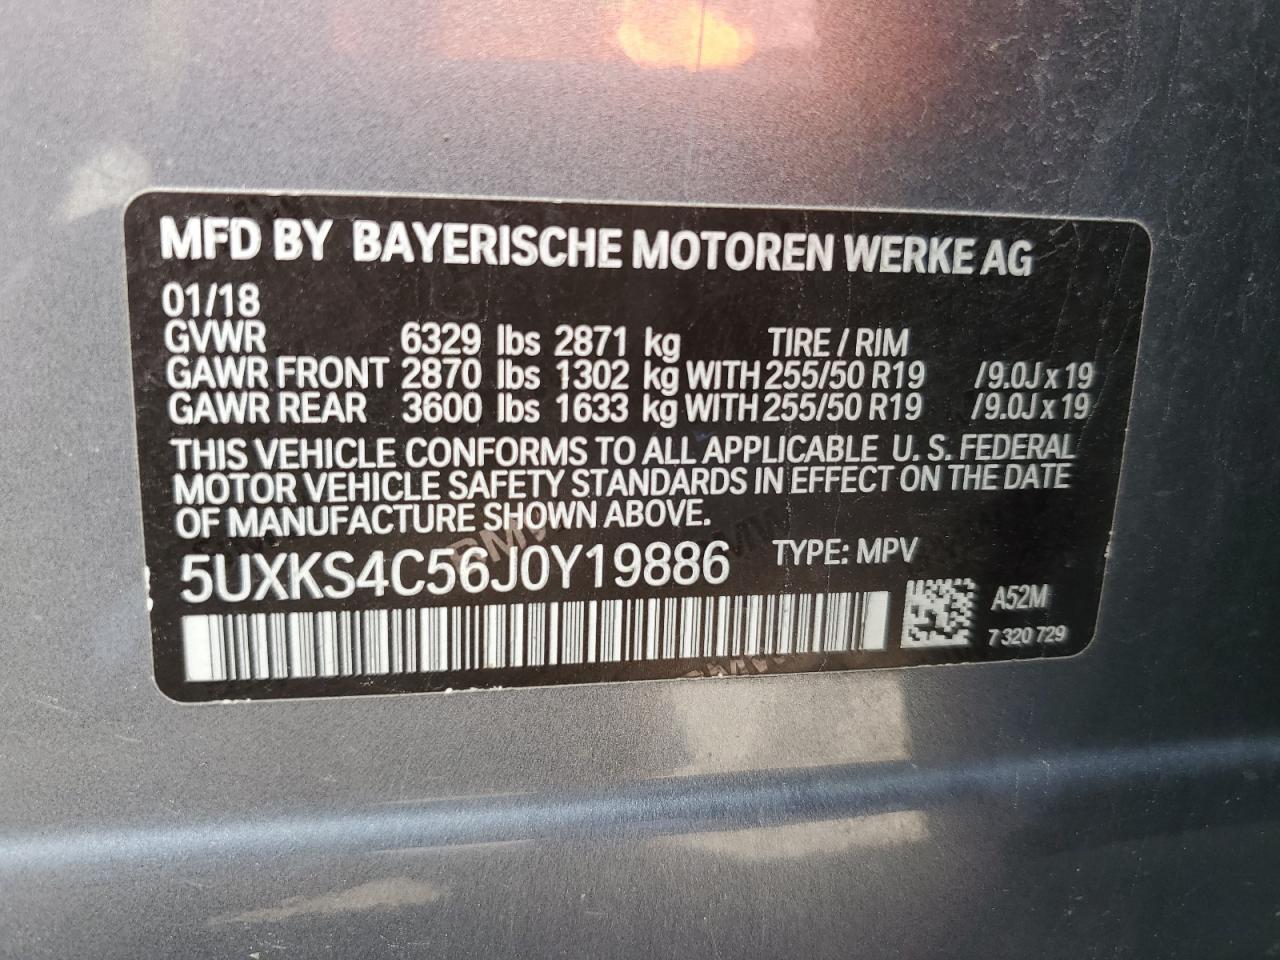 MFD BY BAYERISCHE MOTOREN WERKE AG
01/18
GVWR 6329 lbs 2871 kg TIRE / RIM
GAWR FRONT 2870 lbs 1302 kg WITH 255/50 R19 /9.0J x 19
GAWR REAR 3600 lbs 1633 kg WITH 255/50 R19 /9.0J x 19
THIS VEHICLE CONFORMS TO ALL APPLICABLE U. S. FEDERAL
MOTOR VEHICLE SAFETY STANDARDS IN EFFECT ON THE DATE
OF MANUFACTURE SHOWN ABOVE.
5UXKS4C56J0Y19886 TYPE: MPV
A52M
7 320 729